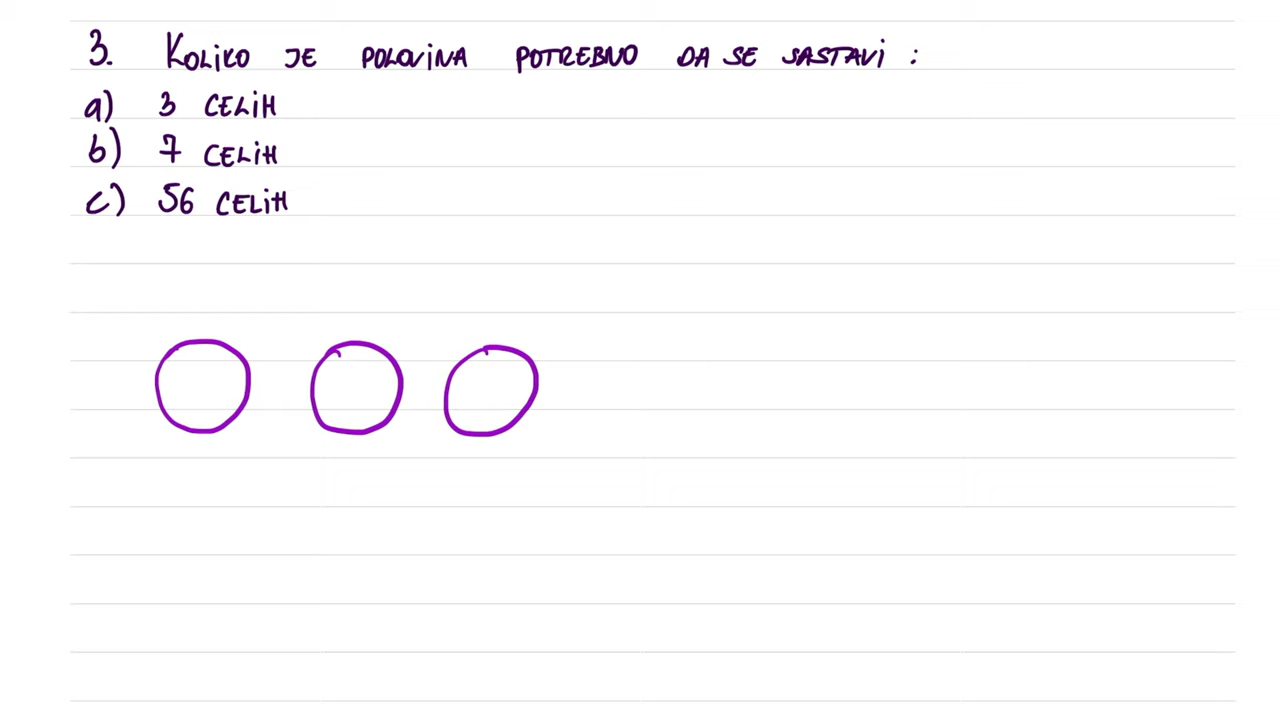 3. KOLIKO JE POLOVINA POTREBNO DA SE SASTAVI :
a) 3 CELIH
b) 7 CELIH
c) 56 CELIH